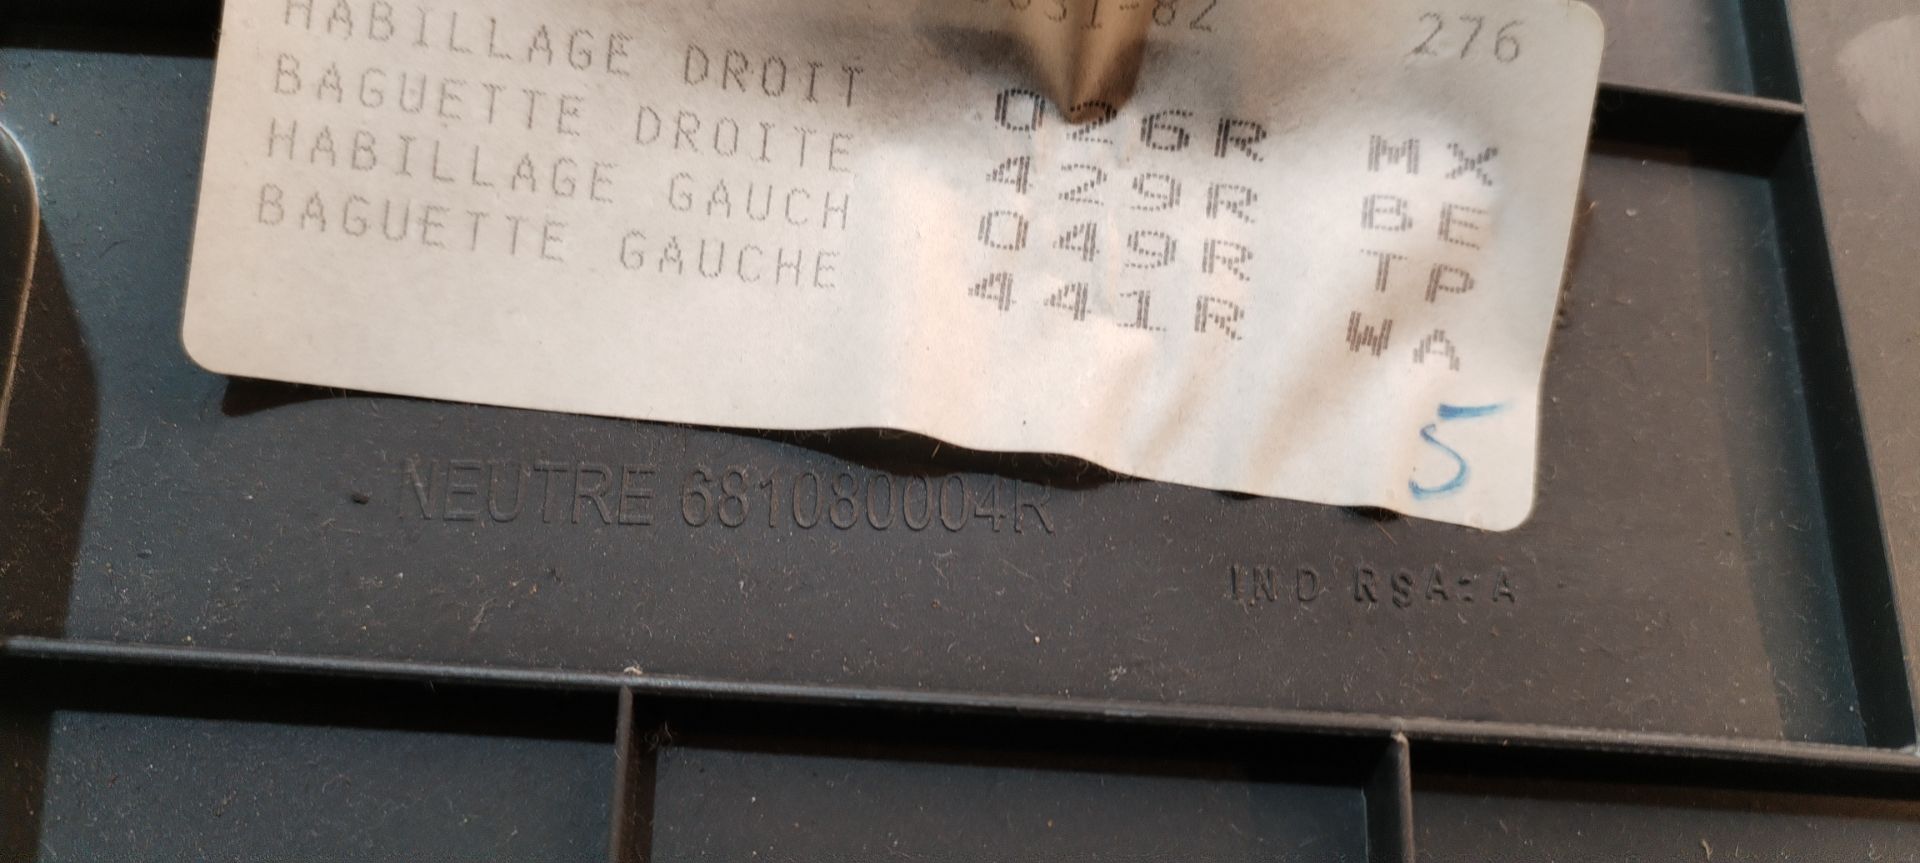 276
HABILLAGE DROIT 026R MX
BAGUETTE DROITE 429R BE
HABILLAGE GAUCH 049R TP
BAGUETTE GAUCHE 441R WA
5
NEUTRE 681080004R
IND RSA:A